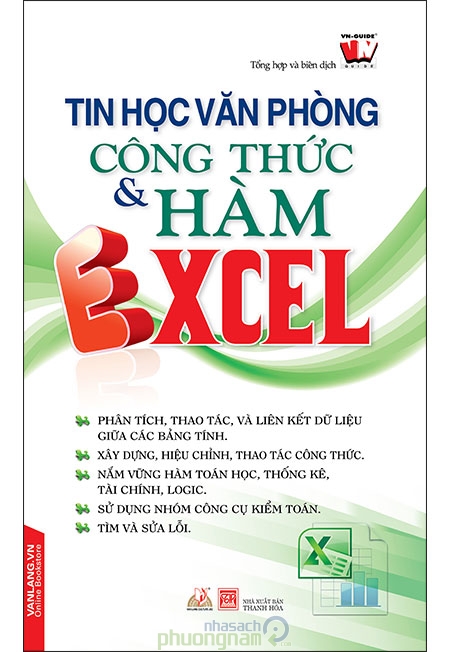 VN-GUIDE
VN
GUIDE
Tổng hợp và biên dịch
TIN HỌC VĂN PHÒNG
CÔNG THỨC
& HÀM
EXCEL
PHÂN TÍCH, THAO TÁC, VÀ LIÊN KẾT DỮ LIỆU
GIỮA CÁC BẢNG TÍNH.
XÂY DỰNG, HIỆU CHỈNH, THAO TÁC CÔNG THỨC.
NẮM VỮNG HÀM TOÁN HỌC, THỐNG KÊ,
TÀI CHÍNH, LOGIC.
SỬ DỤNG NHÓM CÔNG CỤ KIỂM TOÁN.
TÌM VÀ SỬA LỖI.
VANLANG.VN
Online Bookstore
X
NHÀ XUẤT BẢN
THANH HÓA
nhasach
phuongnam
.com